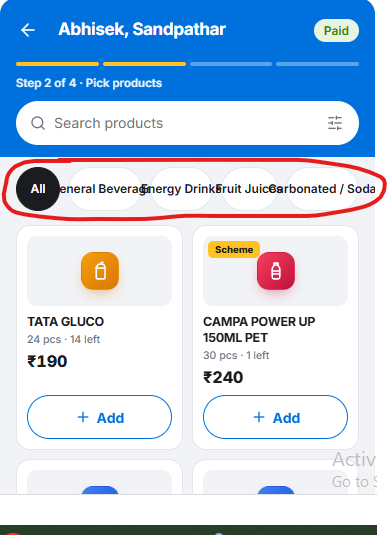 Abhisek, Sandpathar
Paid
Step 2 of 4 · Pick products
Search products
All
eneral Beverage
Energy Drinks
Fruit Juices
Carbonated / Soda
Scheme
TATA GLUCO
24 pcs · 14 left
₹190
+ Add
CAMPA POWER UP
150ML PET
30 pcs · 1 left
₹240
+ Add
Activ
Go to S